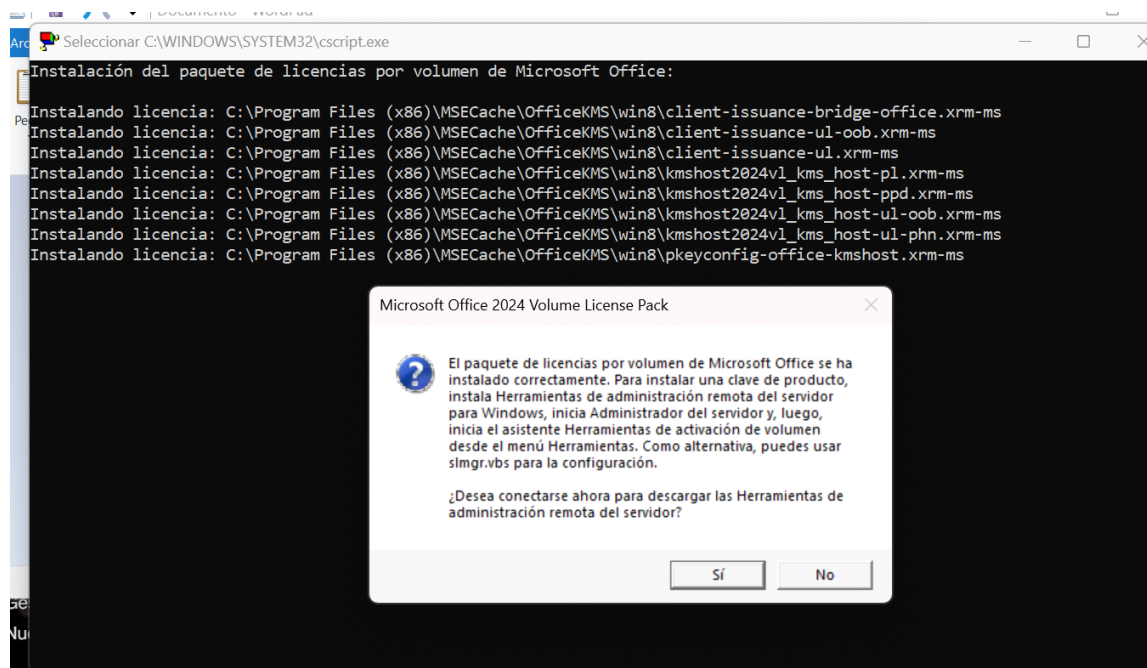 Documento - WordPad
Seleccionar C:\WINDOWS\SYSTEM32\cscript.exe
Instalación del paquete de licencias por volumen de Microsoft Office:
Instalando licencia: C:\Program Files (x86)\MSECache\OfficeKMS\win8\client-issuance-bridge-office.xrm-ms
Instalando licencia: C:\Program Files (x86)\MSECache\OfficeKMS\win8\client-issuance-ul-oob.xrm-ms
Instalando licencia: C:\Program Files (x86)\MSECache\OfficeKMS\win8\client-issuance-ul.xrm-ms
Instalando licencia: C:\Program Files (x86)\MSECache\OfficeKMS\win8\kmshost2024vl_kms_host-pl.xrm-ms
Instalando licencia: C:\Program Files (x86)\MSECache\OfficeKMS\win8\kmshost2024vl_kms_host-ppd.xrm-ms
Instalando licencia: C:\Program Files (x86)\MSECache\OfficeKMS\win8\kmshost2024vl_kms_host-ul-oob.xrm-ms
Instalando licencia: C:\Program Files (x86)\MSECache\OfficeKMS\win8\kmshost2024vl_kms_host-ul-phn.xrm-ms
Instalando licencia: C:\Program Files (x86)\MSECache\OfficeKMS\win8\pkeyconfig-office-kmshost.xrm-ms
Microsoft Office 2024 Volume License Pack
El paquete de licencias por volumen de Microsoft Office se ha
instalado correctamente. Para instalar una clave de producto,
instala Herramientas de administración remota del servidor
para Windows, inicia Administrador del servidor y, luego,
inicia el asistente Herramientas de activación de volumen
desde el menú Herramientas. Como alternativa, puedes usar
slmgr.vbs para la configuración.
¿Desea conectarse ahora para descargar las Herramientas de
administración remota del servidor?
Sí
No